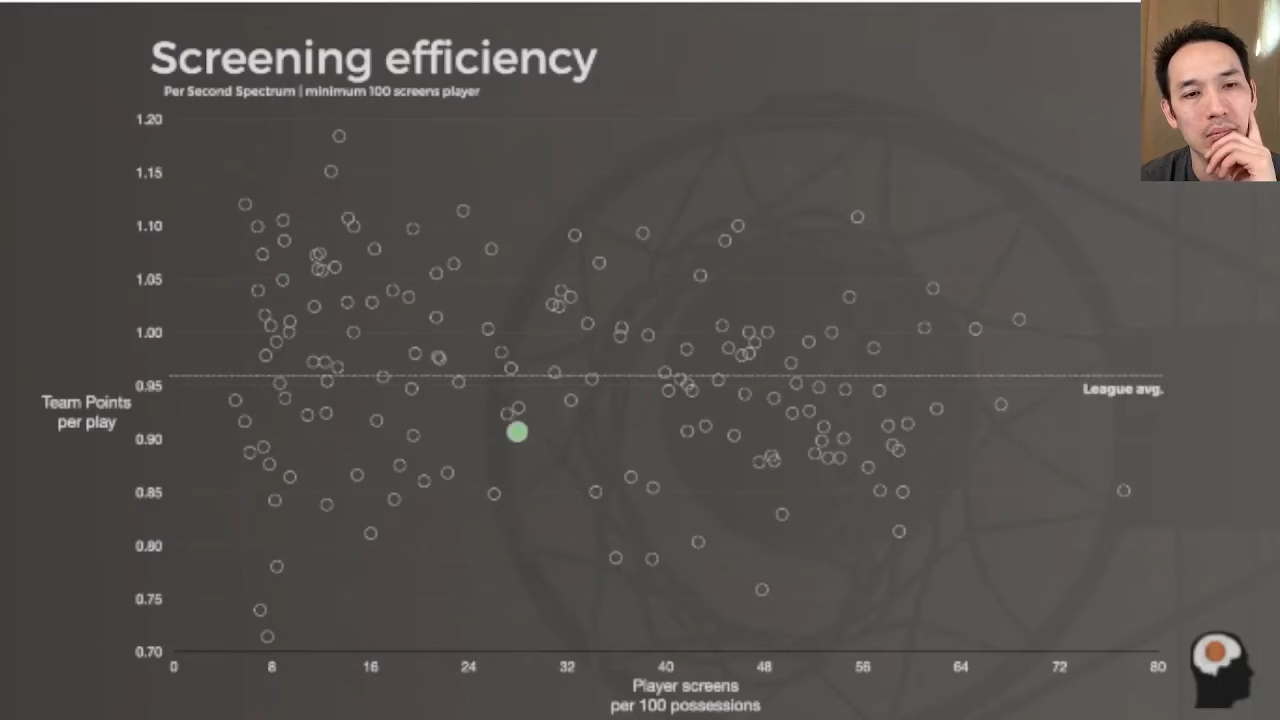 Screening efficiency
Per Second Spectrum | minimum 100 screens player
1.20
1.15
1.10
1.05
1.00
0.95
0.90
0.85
0.80
0.75
0.70
Team Points
per play
League avg.
0 8 16 24 32 40 48 56 64 72 80
Player screens
per 100 possessions